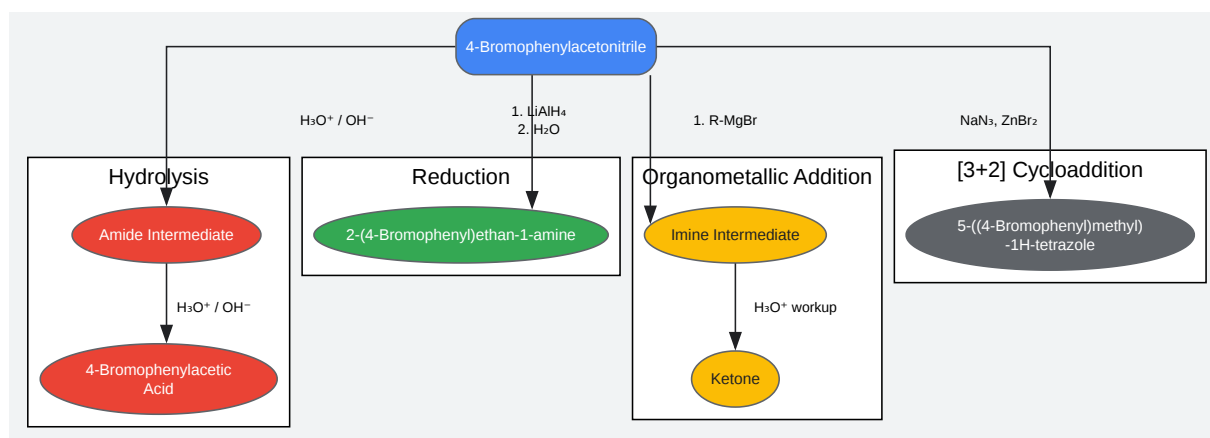 4-Bromophenylacetonitrile
H₃O⁺ / OH⁻
1. LiAlH₄
2. H₂O
1. R-MgBr
NaN₃, ZnBr₂
Hydrolysis
Reduction
Organometallic Addition
[3+2] Cycloaddition
Amide Intermediate
2-(4-Bromophenyl)ethan-1-amine
Imine Intermediate
5-((4-Bromophenyl)methyl)
-1H-tetrazole
H₃O⁺ / OH⁻
H₃O⁺ workup
4-Bromophenylacetic
Acid
Ketone